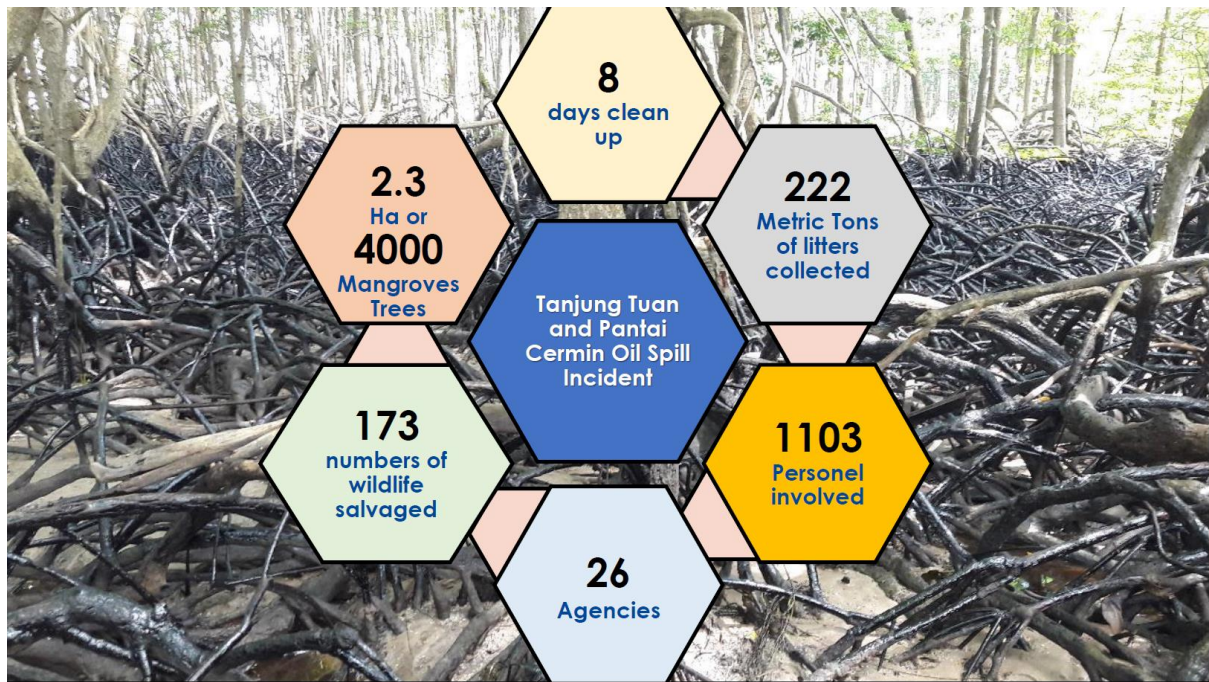 8
days clean
up
222
Metric Tons
of litters
collected
1103
Personel
involved
26
Agencies
173
numbers of
wildlife
salvaged
2.3
Ha or
4000
Mangroves
Trees
Tanjung Tuan
and Pantai
Cermin Oil Spill
Incident